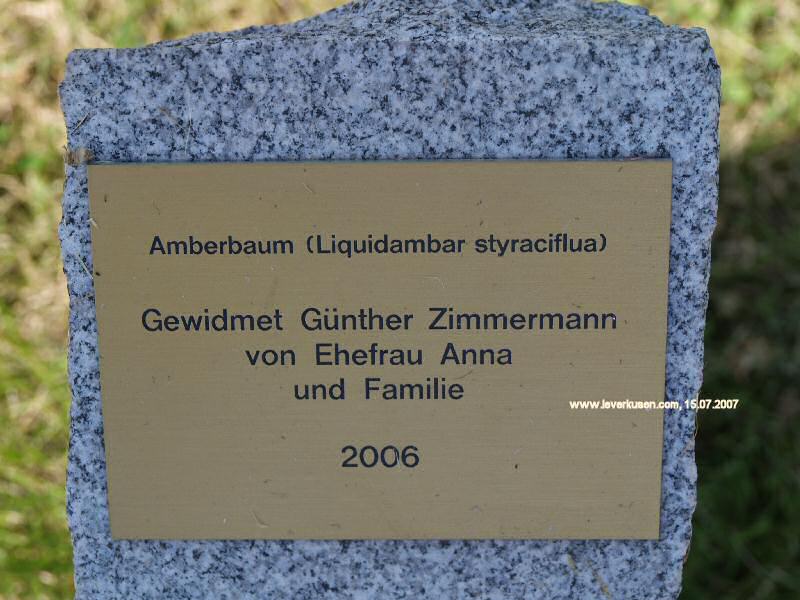 Amberbaum (Liquidambar styraciflua)
Gewidmet Günther Zimmermann
von Ehefrau Anna
und Familie
www.leverkusen.com, 15.07.2007
2006